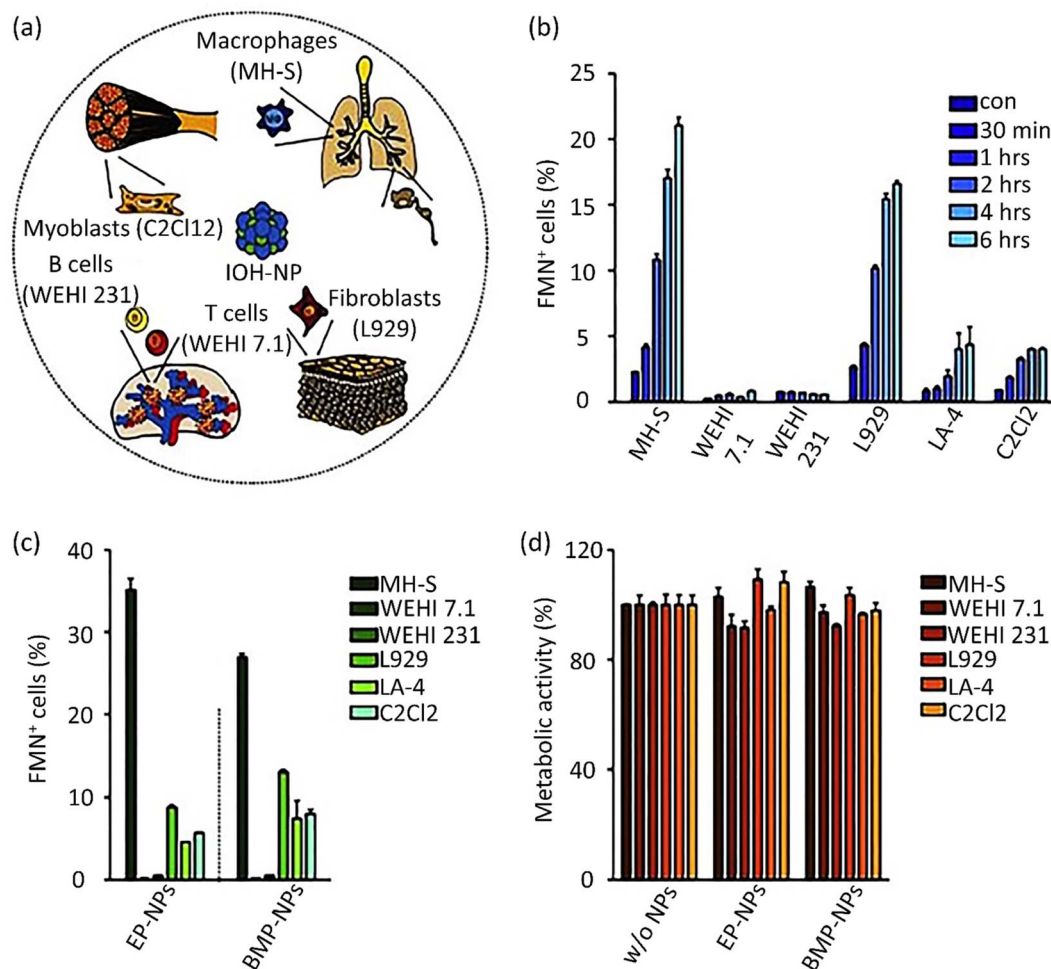 (a)
Macrophages
(MH-S)
Myoblasts (C2Cl12)
IOH-NP
B cells
(WEHI 231)
T cells
(WEHI 7.1)
Fibroblasts
(L929)
(b)
FMN⁺ cells (%)
25
20
15
10
5
0
con
30 min
1 hrs
2 hrs
4 hrs
6 hrs
MH-S
WEHI
7.1
WEHI
231
L929
LA-4
C2Cl2
(c)
FMN⁺ cells (%)
40
30
20
10
0
MH-S
WEHI 7.1
WEHI 231
L929
LA-4
C2Cl2
EP-NPs
BMP-NPs
(d)
Metabolic activity (%)
120
80
40
0
MH-S
WEHI 7.1
WEHI 231
L929
LA-4
C2Cl2
w/o NPs
EP-NPs
BMP-NPs